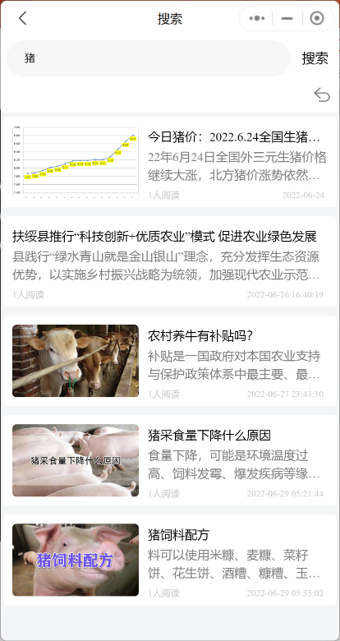 搜索
猪
搜索
今日猪价：2022.6.24全国生猪…
22年6月24日全国外三元生猪价格
继续大涨，北方猪价涨势依然…
1人阅读
2022-06-24
扶绥县推行“科技创新+优质农业”模式 促进农业绿色发展
县践行“绿水青山就是金山银山”理念，充分发挥生态资源
优势，以实施乡村振兴战略为统领，加强现代农业示范…
1人阅读
2022-06-26 16:40:19
农村养牛有补贴吗?
补贴是一国政府对本国农业支持
与保护政策体系中最主要、最…
1人阅读
2022-06-27 23:43:10
猪采食量下降什么原因
猪采食量下降什么原因
食量下降，可能是环境温度过
高、饲料发霉、爆发疾病等缘…
1人阅读
2022-06-29 05:21:44
猪饲料配方
猪饲料配方
料可以使用米糠、麦糠、菜籽
饼、花生饼、酒糟、糠糟、玉…
1人阅读
2022-06-29 05:35:02